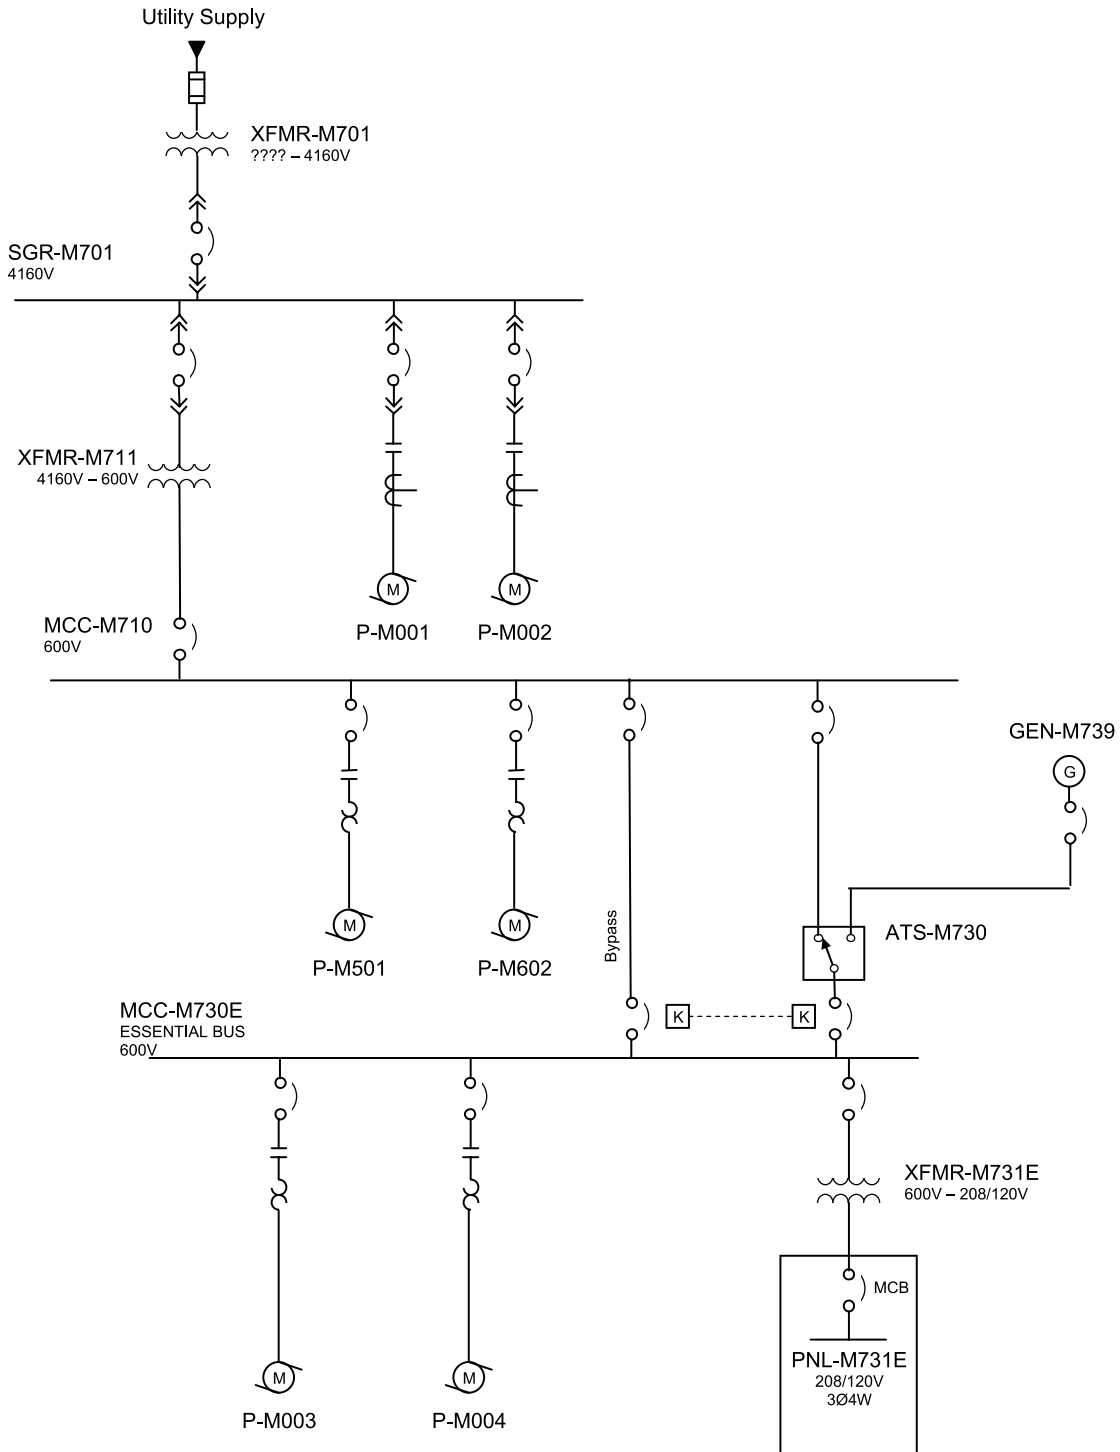 Utility Supply
XFMR-M701
???? – 4160V
SGR-M701
4160V
XFMR-M711
4160V – 600V
M
M
P-M001
P-M002
MCC-M710
600V
GEN-M739
G
M
M
P-M501
P-M602
Bypass
ATS-M730
MCC-M730E
ESSENTIAL BUS
600V
K
K
XFMR-M731E
600V – 208/120V
MCB
M
M
P-M003
P-M004
PNL-M731E
208/120V
3Ø4W